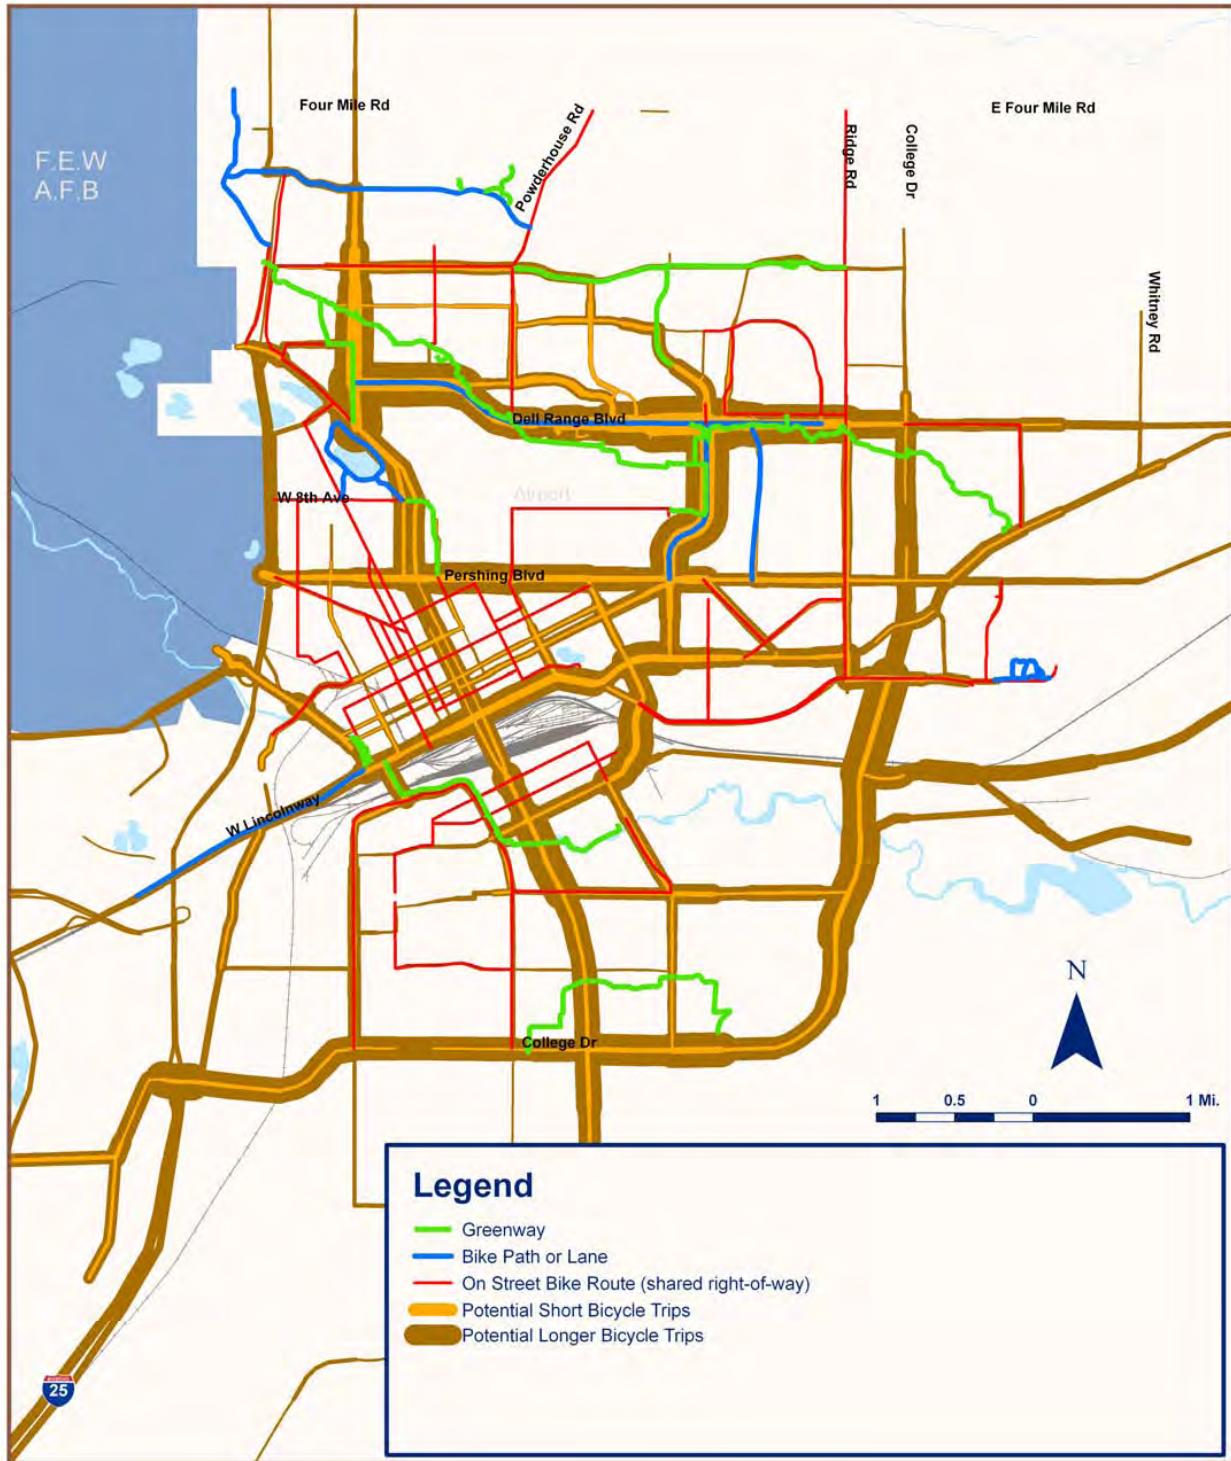 Four Mile Rd
E Four Mile Rd
Powderhouse Rd
Ridge Rd
College Dr
F.E.W
A.F.B
Whitney Rd
Dell Range Blvd
W 8th Ave
Airport
Pershing Blvd
W Lincolnway
N
College Dr
1 0.5 0 1 Mi.
Legend
Greenway
Bike Path or Lane
On Street Bike Route (shared right-of-way)
Potential Short Bicycle Trips
Potential Longer Bicycle Trips
25